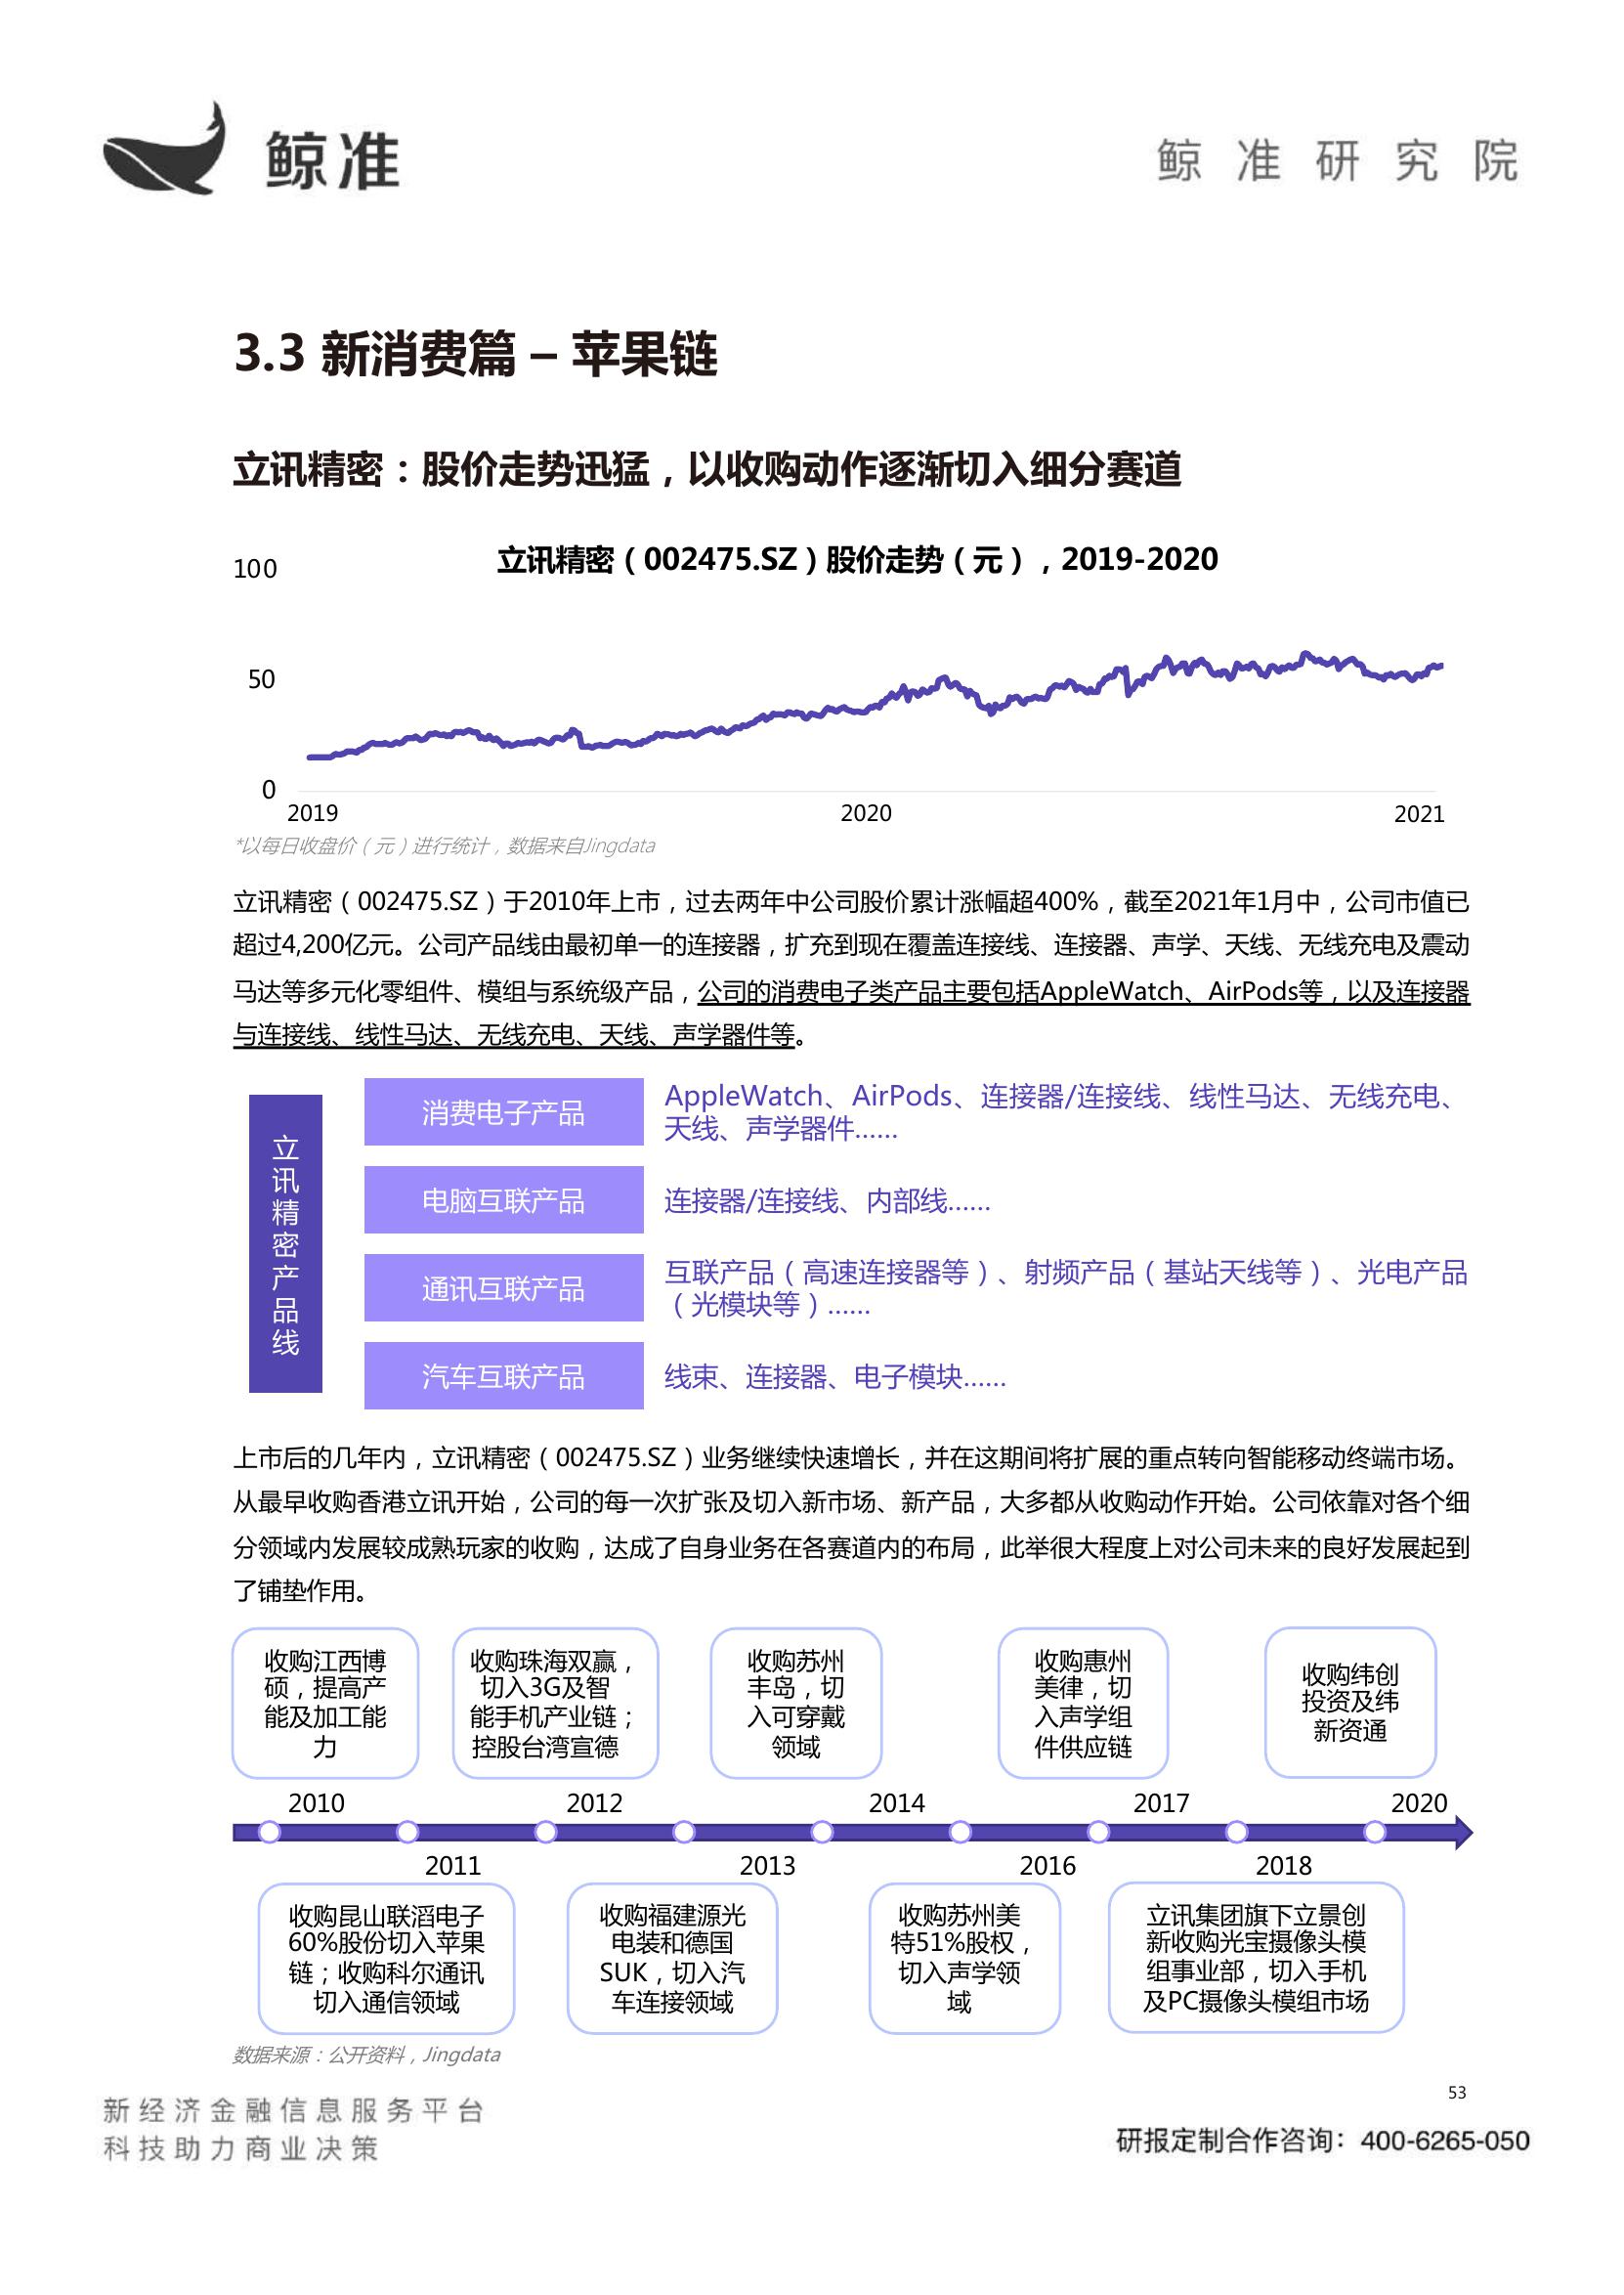 鲸准
鲸准研究院
3.3 新消费篇 – 苹果链
立讯精密：股价走势迅猛，以收购动作逐渐切入细分赛道
立讯精密（002475.SZ）股价走势（元），2019-2020
100
50
0
2019
2020
2021
*以每日收盘价（元）进行统计，数据来自Jingdata
立讯精密（002475.SZ）于2010年上市，过去两年中公司股价累计涨幅超400%，截至2021年1月中，公司市值已
超过4,200亿元。公司产品线由最初单一的连接器，扩充到现在覆盖连接线、连接器、声学、天线、无线充电及震动
马达等多元化零组件、模组与系统级产品，公司的消费电子类产品主要包括AppleWatch、AirPods等，以及连接器
与连接线、线性马达、无线充电、天线、声学器件等。
立讯精密产品线
消费电子产品
AppleWatch、AirPods、连接器/连接线、线性马达、无线充电、
天线、声学器件......
电脑互联产品
连接器/连接线、内部线......
通讯互联产品
互联产品（高速连接器等）、射频产品（基站天线等）、光电产品
（光模块等）......
汽车互联产品
线束、连接器、电子模块......
上市后的几年内，立讯精密（002475.SZ）业务继续快速增长，并在这期间将扩展的重点转向智能移动终端市场。
从最早收购香港立讯开始，公司的每一次扩张及切入新市场、新产品，大多都从收购动作开始。公司依靠对各个细
分领域内发展较成熟玩家的收购，达成了自身业务在各赛道内的布局，此举很大程度上对公司未来的良好发展起到
了铺垫作用。
收购江西博
硕，提高产
能及加工能
力
收购珠海双赢，
切入3G及智
能手机产业链；
控股台湾宣德
收购苏州
丰岛，切
入可穿戴
领域
收购惠州
美律，切
入声学组
件供应链
收购纬创
投资及纬
新资通
2010
2012
2014
2017
2020
2011
2013
2016
2018
收购昆山联滔电子
60%股份切入苹果
链；收购科尔通讯
切入通信领域
收购福建源光
电装和德国
SUK，切入汽
车连接领域
收购苏州美
特51%股权，
切入声学领
域
立讯集团旗下立景创
新收购光宝摄像头模
组事业部，切入手机
及PC摄像头模组市场
数据来源：公开资料，Jingdata
53
新经济金融信息服务平台
科技助力商业决策
研报定制合作咨询：400-6265-050